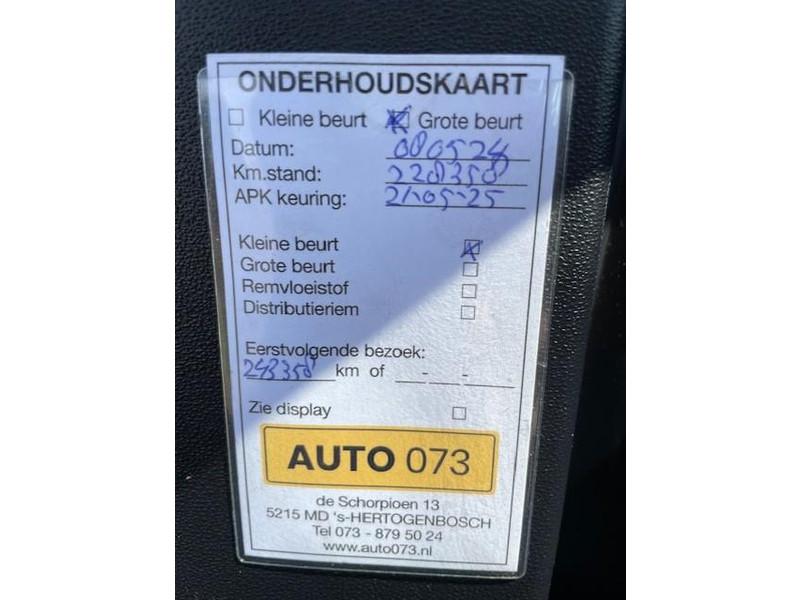 ONDERHOUDSKAART
Kleine beurt Grote beurt
Datum: 080524
Km.stand: 228358
APK keuring: 21-05-25
Kleine beurt
Grote beurt
Remvloeistof
Distributieriem
Eerstvolgende bezoek:
243358 km of - -
Zie display
AUTO 073
de Schorpioen 13
5215 MD 's-HERTOGENBOSCH
Tel 073 - 879 50 24
www.auto073.nl